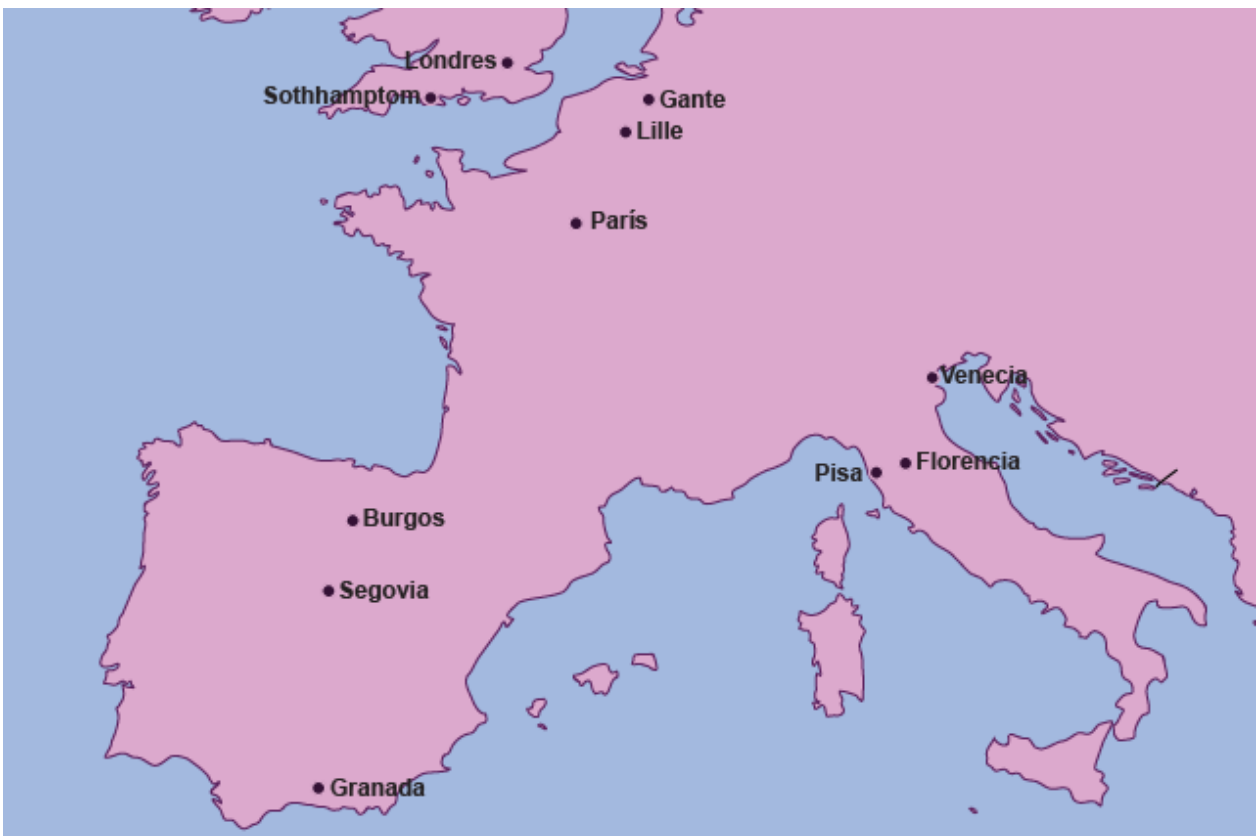 Londres
Sothhamptom
Gante
Lille
París
Venecia
Florencia
Pisa
Burgos
Segovia
Granada